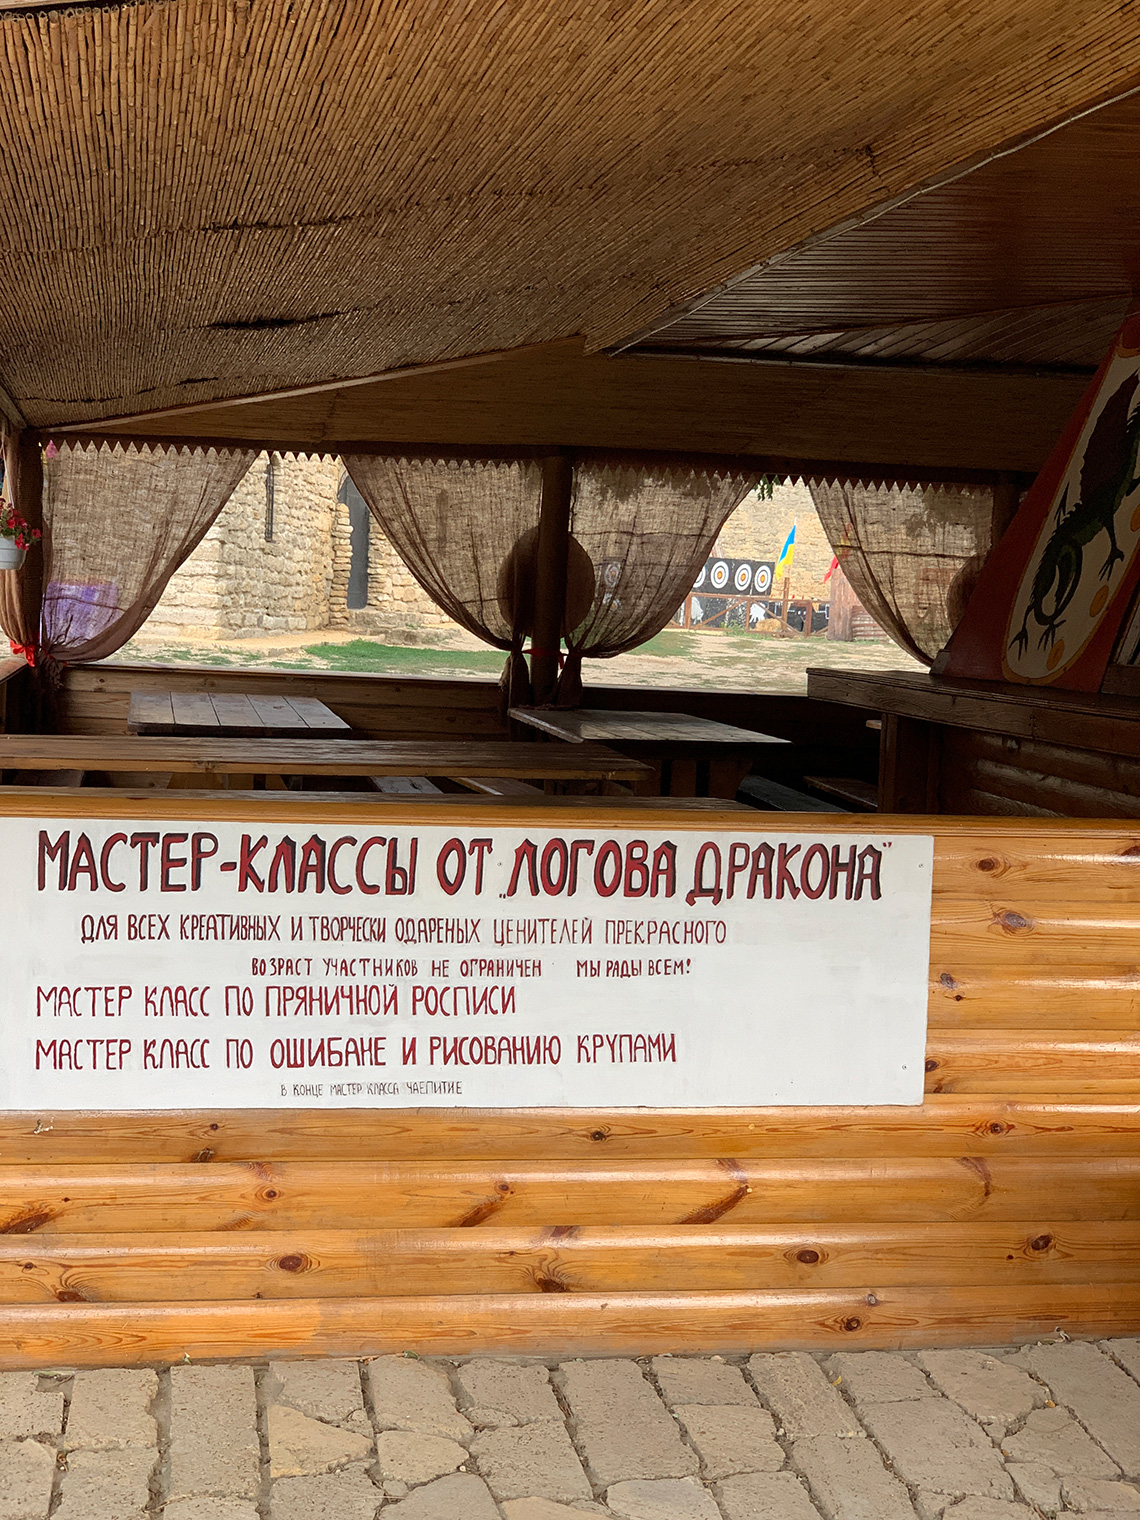 МАСТЕР-КЛАССЫ ОТ „ЛОГОВА ДРАКОНА"
ДЛЯ ВСЕХ КРЕАТИВНЫХ И ТВОРЧЕСКИ ОДАРЕНЫХ ЦЕНИТЕЛЕЙ ПРЕКРАСНОГО
ВОЗРАСТ УЧАСТНИКОВ НЕ ОГРАНИЧЕН МЫ РАДЫ ВСЕМ!
МАСТЕР КЛАСС ПО ПРЯНИЧНОЙ РОСПИСИ
МАСТЕР КЛАСС ПО ОШИБАНЕ И РИСОВАНИЮ КРУПАМИ
В КОНЦЕ МАСТЕР КЛАССА ЧАЕПИТИЕ